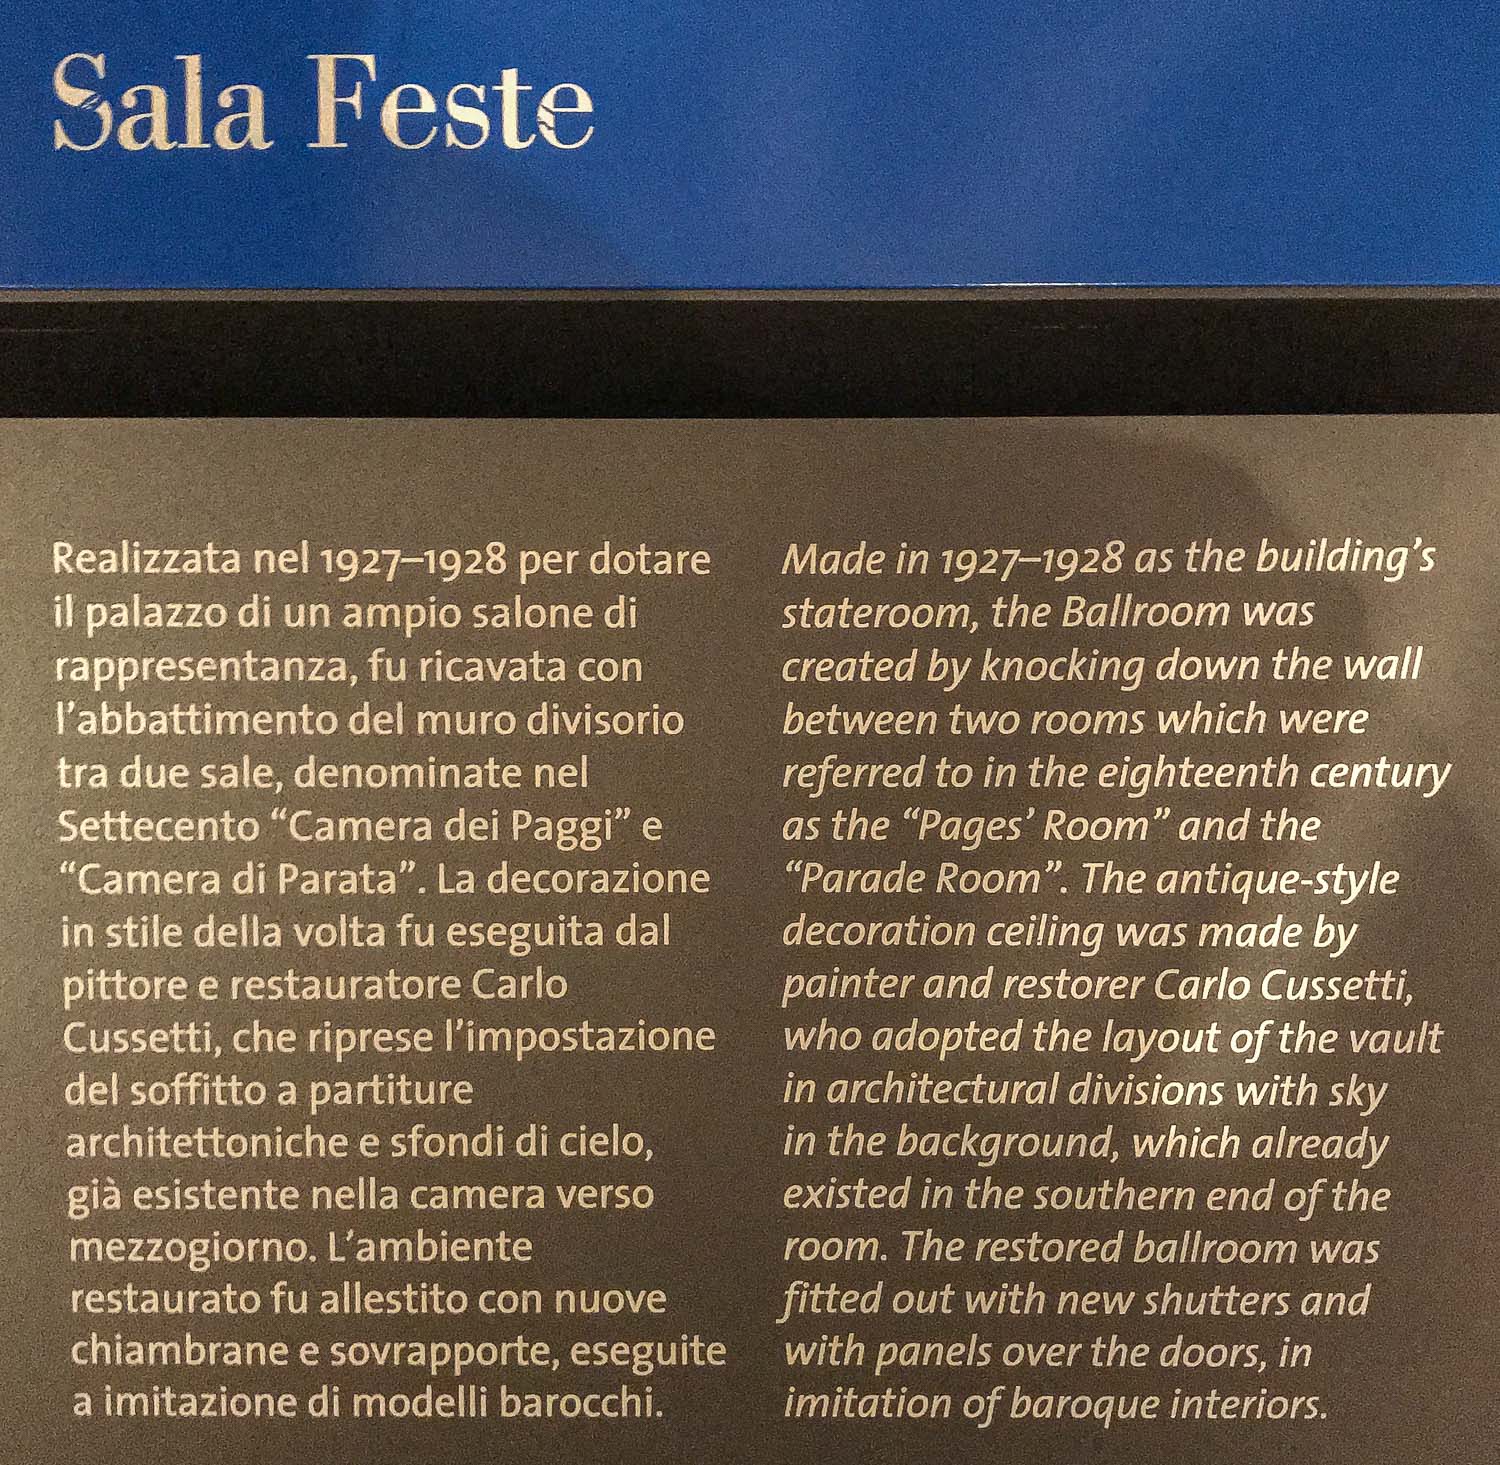 Sala Feste
Realizzata nel 1927–1928 per dotare
il palazzo di un ampio salone di
rappresentanza, fu ricavata con
l’abbattimento del muro divisorio
tra due sale, denominate nel
Settecento “Camera dei Paggi” e
“Camera di Parata”. La decorazione
in stile della volta fu eseguita dal
pittore e restauratore Carlo
Cussetti, che riprese l’impostazione
del soffitto a partiture
architettoniche e sfondi di cielo,
già esistente nella camera verso
mezzogiorno. L’ambiente
restaurato fu allestito con nuove
chiambrane e sovrapporte, eseguite
a imitazione di modelli barocchi.
Made in 1927–1928 as the building’s
stateroom, the Ballroom was
created by knocking down the wall
between two rooms which were
referred to in the eighteenth century
as the “Pages’ Room” and the
“Parade Room”. The antique-style
decoration ceiling was made by
painter and restorer Carlo Cussetti,
who adopted the layout of the vault
in architectural divisions with sky
in the background, which already
existed in the southern end of the
room. The restored ballroom was
fitted out with new shutters and
with panels over the doors, in
imitation of baroque interiors.